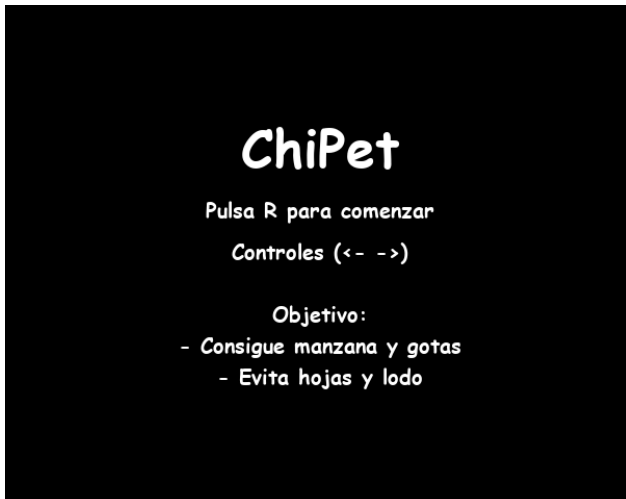 ChiPet
Pulsa R para comenzar
Controles (<- ->)
Objetivo:
- Consigue manzana y gotas
- Evita hojas y lodo